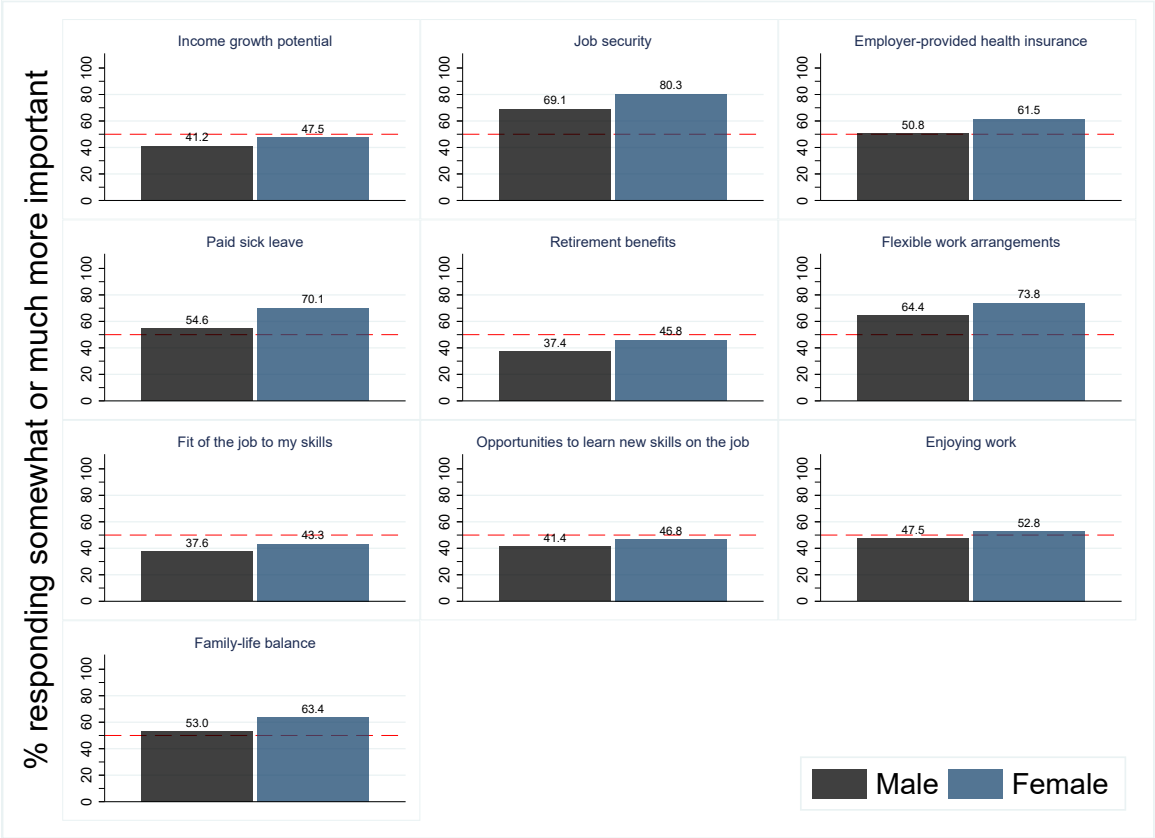 % responding somewhat or much more important
Income growth potential
0 20 40 60 80 100
41.2
47.5
Job security
0 20 40 60 80 100
69.1
80.3
Employer-provided health insurance
0 20 40 60 80 100
50.8
61.5
Paid sick leave
0 20 40 60 80 100
54.6
70.1
Retirement benefits
0 20 40 60 80 100
37.4
45.8
Flexible work arrangements
0 20 40 60 80 100
64.4
73.8
Fit of the job to my skills
0 20 40 60 80 100
37.6
43.3
Opportunities to learn new skills on the job
0 20 40 60 80 100
41.4
46.8
Enjoying work
0 20 40 60 80 100
47.5
52.8
Family-life balance
0 20 40 60 80 100
53.0
63.4
Male Female